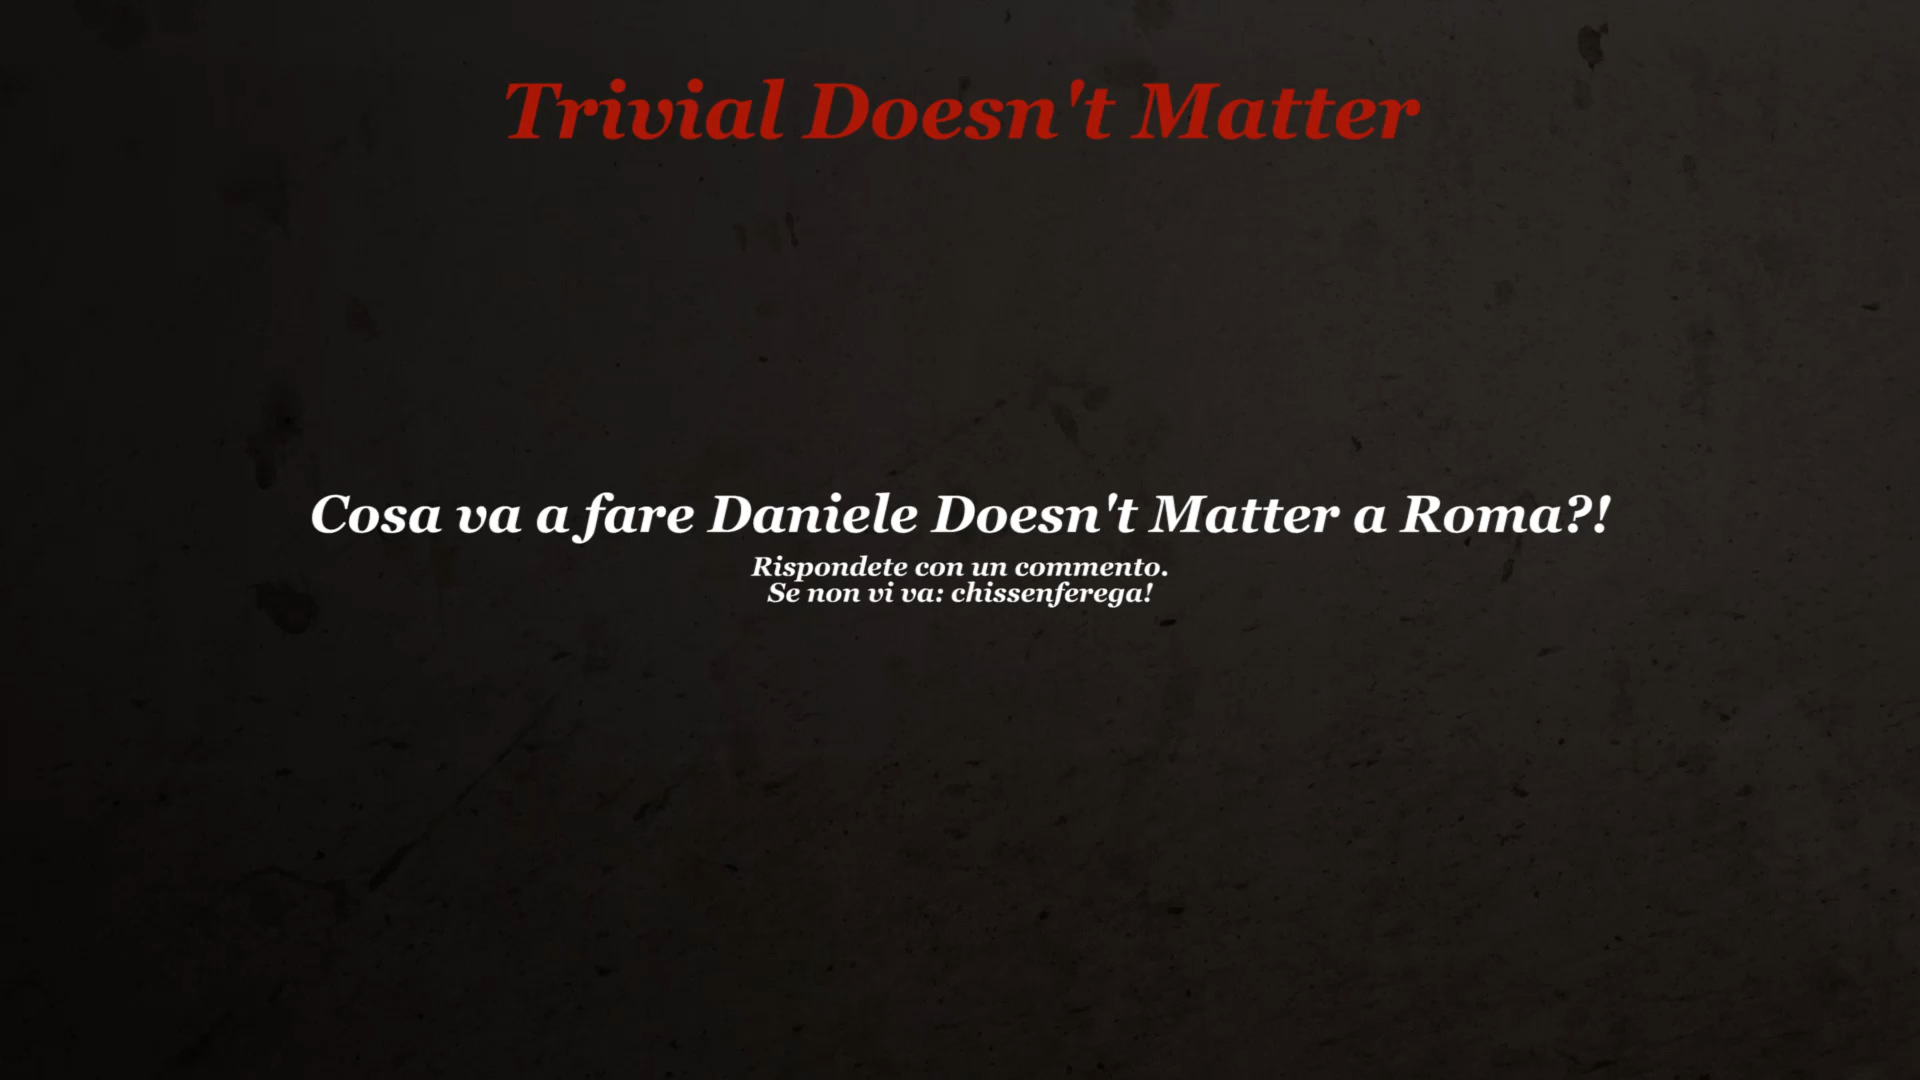 Trivial Doesn't Matter
Cosa va a fare Daniele Doesn't Matter a Roma?!
Rispondete con un commento.
Se non vi va: chissenferega!